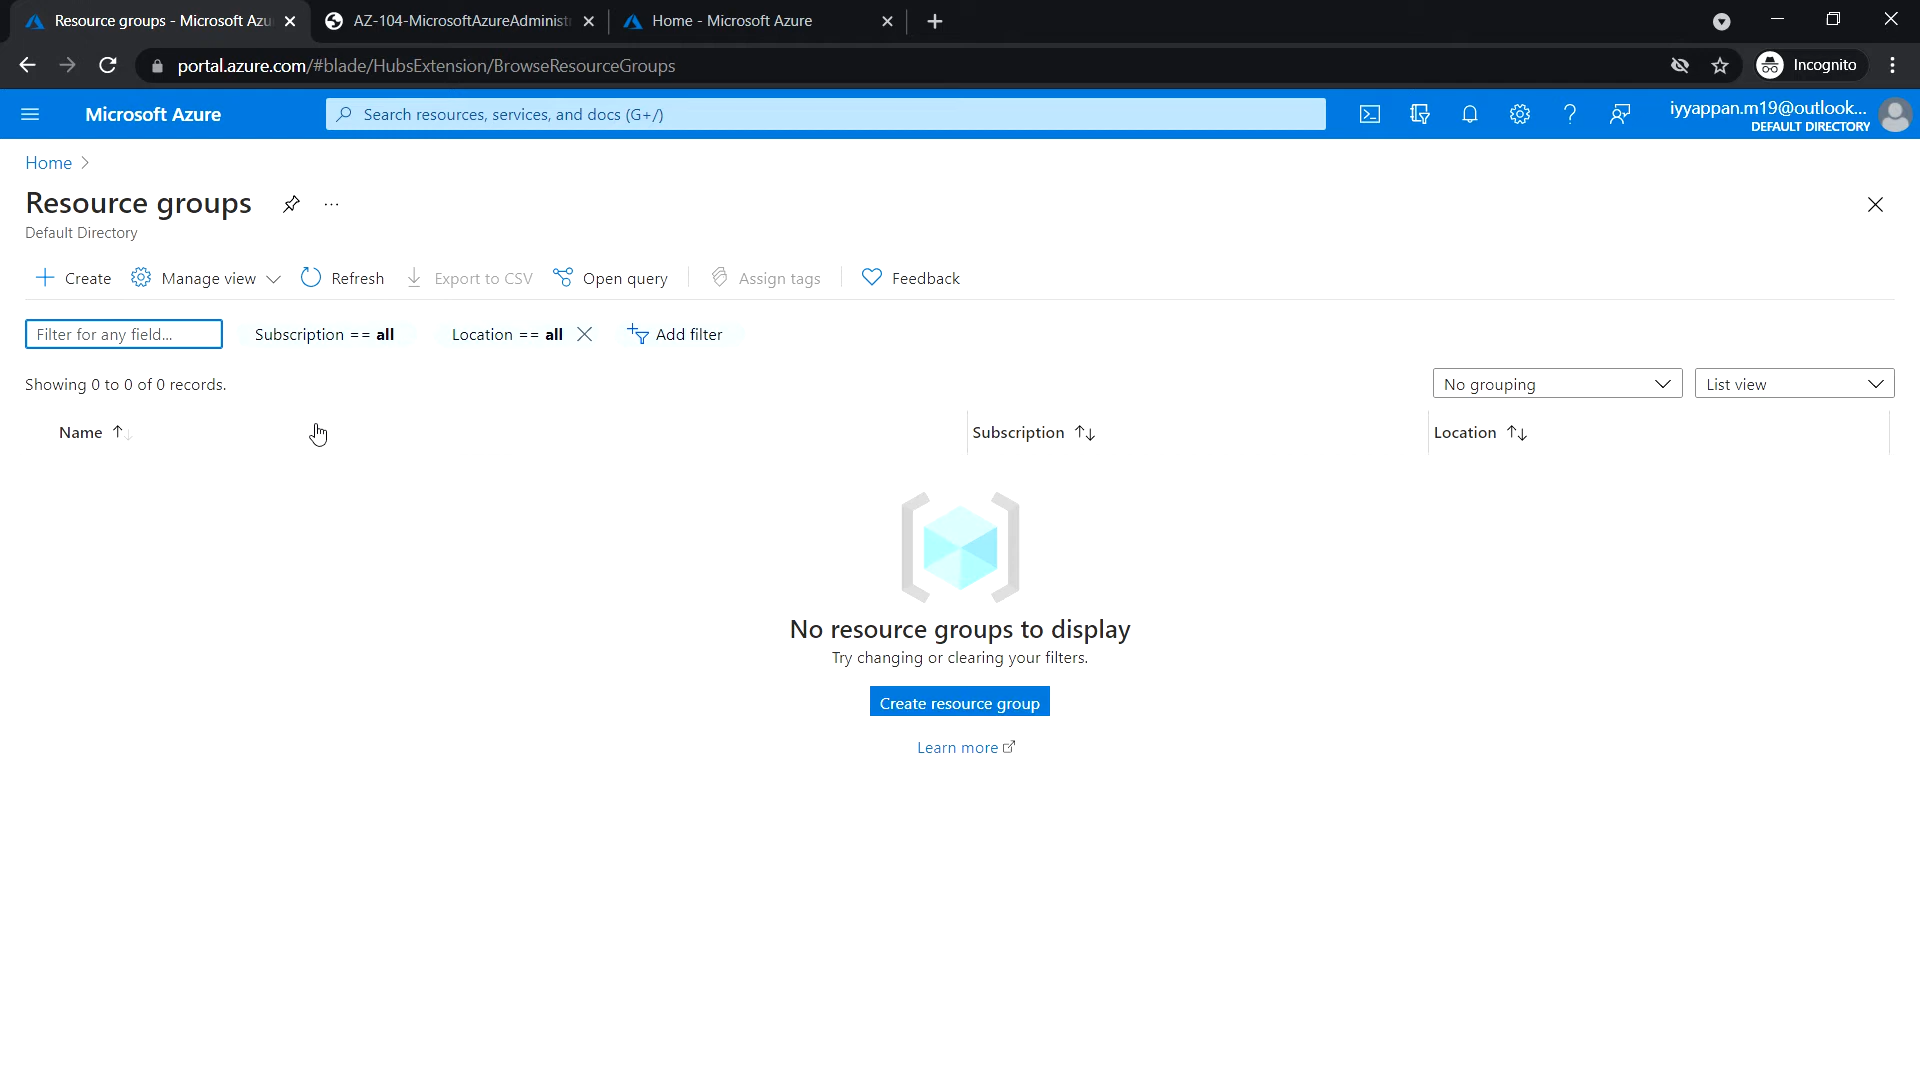 Resource groups - Microsoft Azu
AZ-104-MicrosoftAzureAdminist
Home - Microsoft Azure
portal.azure.com/#blade/HubsExtension/BrowseResourceGroups
Incognito
Microsoft Azure
Search resources, services, and docs (G+/)
iyyappan.m19@outlook...
DEFAULT DIRECTORY
Home
Resource groups
Default Directory
Create
Manage view
Refresh
Export to CSV
Open query
Assign tags
Feedback
Filter for any field...
Subscription == all
Location == all
Add filter
Showing 0 to 0 of 0 records.
No grouping
List view
Name
Subscription
Location
No resource groups to display
Try changing or clearing your filters.
Create resource group
Learn more